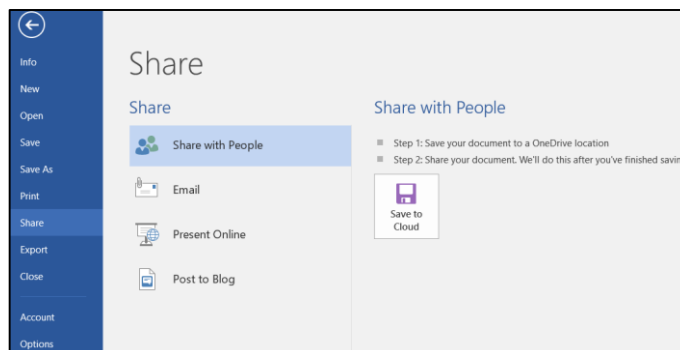 Info
New
Open
Save
Save As
Print
Share
Export
Close
Account
Options
Share
Share
Share with People
Email
Present Online
Post to Blog
Share with People
Step 1: Save your document to a OneDrive location
Step 2: Share your document. We'll do this after you've finished
Save to
Cloud